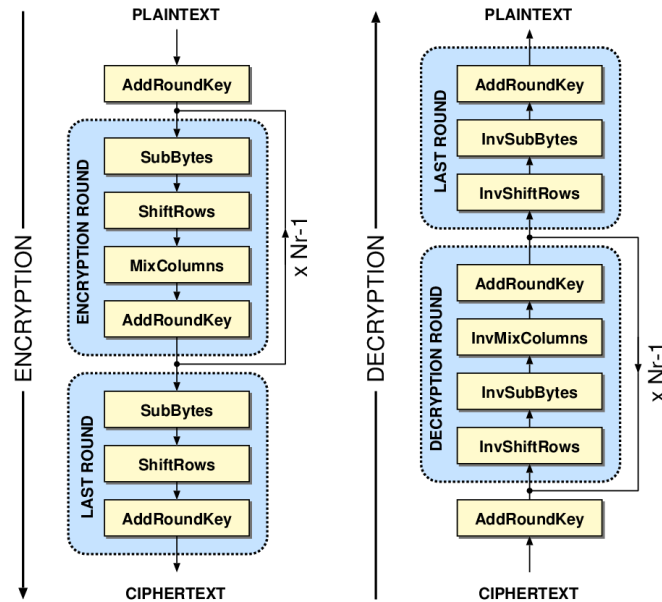 PLAINTEXT
AddRoundKey
ENCRYPTION ROUND
SubBytes
ShiftRows
MixColumns
AddRoundKey
x Nr-1
LAST ROUND
SubBytes
ShiftRows
AddRoundKey
CIPHERTEXT
ENCRYPTION
PLAINTEXT
LAST ROUND
AddRoundKey
InvSubBytes
InvShiftRows
DECRYPTION ROUND
AddRoundKey
InvMixColumns
InvSubBytes
InvShiftRows
x Nr-1
AddRoundKey
CIPHERTEXT
DECRYPTION